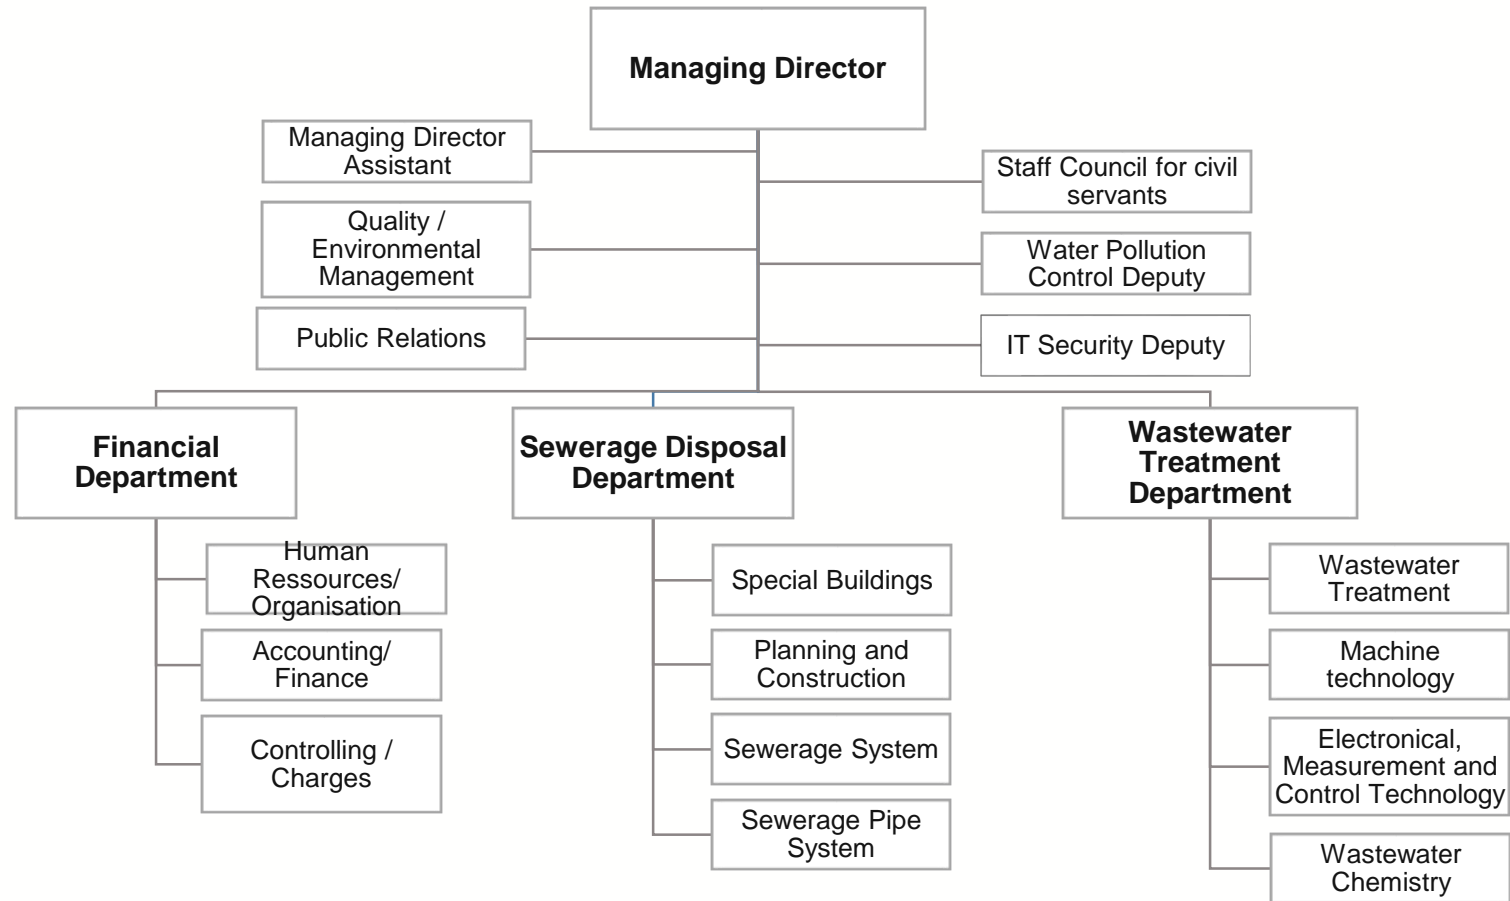 Managing Director
Managing Director
Assistant
Staff Council for civil
servants
Quality /
Environmental
Management
Water Pollution
Control Deputy
Public Relations
IT Security Deputy
Financial
Department
Human
Ressources/
Organisation
Accounting/
Finance
Controlling /
Charges
Sewerage Disposal
Department
Special Buildings
Planning and
Construction
Sewerage System
Sewerage Pipe
System
Wastewater
Treatment
Department
Wastewater
Treatment
Machine
technology
Electronical,
Measurement and
Control Technology
Wastewater
Chemistry